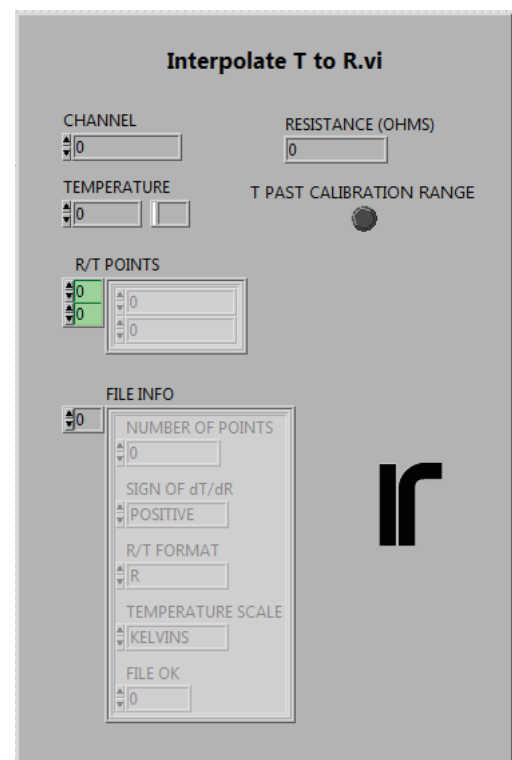 Interpolate T to R.vi
CHANNEL
0
RESISTANCE (OHMS)
0
TEMPERATURE
0
T PAST CALIBRATION RANGE
R/T POINTS
0
0
0
0
FILE INFO
0
NUMBER OF POINTS
0
SIGN OF dT/dR
POSITIVE
R/T FORMAT
R
TEMPERATURE SCALE
KELVINS
FILE OK
0